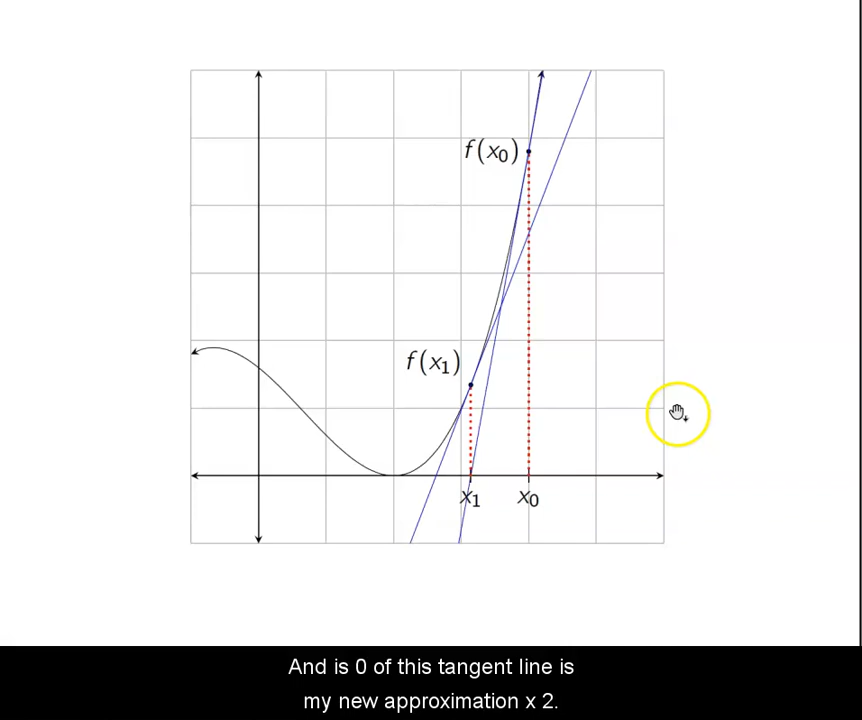 f(x₀)
f(x₁)
x₁ x₀
And is 0 of this tangent line is
my new approximation x 2.